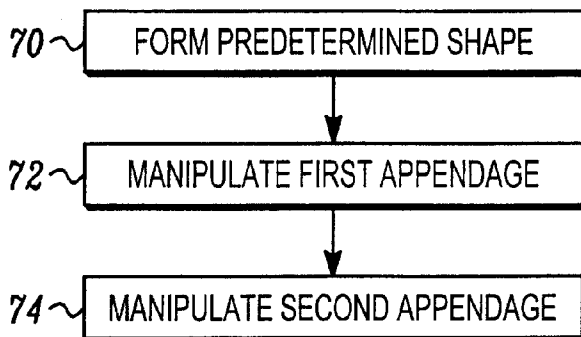 70 FORM PREDETERMINED SHAPE
72 MANIPULATE FIRST APPENDAGE
74 MANIPULATE SECOND APPENDAGE